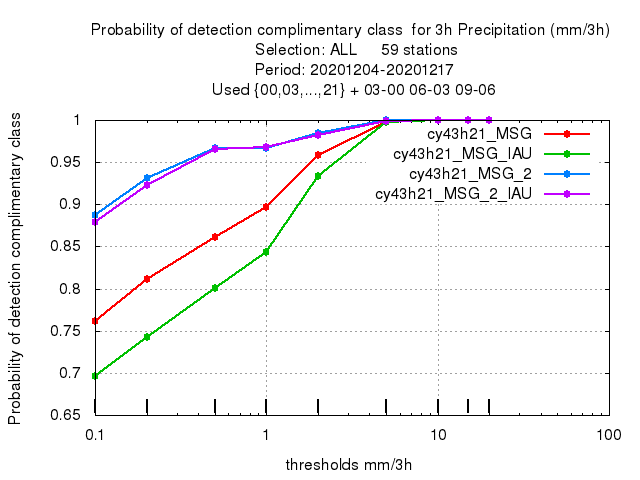 Probability of detection complimentary class  for 3h Precipitation (mm/3h)
Selection: ALL     59 stations
Period: 20201204-20201217
Used {00,03,...,21} + 03-00 06-03 09-06
Probability of detection complimentary class
1
0.95
0.9
0.85
0.8
0.75
0.7
0.65
cy43h21_MSG
cy43h21_MSG_IAU
cy43h21_MSG_2
cy43h21_MSG_2_IAU
0.1
1
10
100
thresholds mm/3h